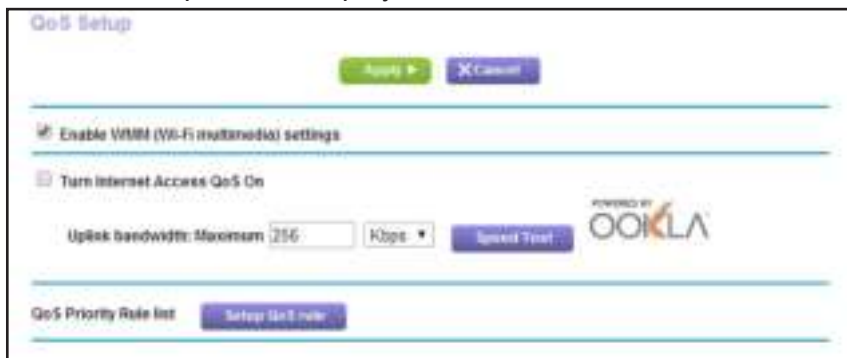 QoS Setup
Apply ▶ X Cancel
Enable WMM (Wi-Fi multimedia) settings
Turn Internet Access QoS On
POWERED BY
Uplink bandwidth: Maximum 256 Kbps ▼ Speed Test OOKLA
QoS Priority Rule list Setup QoS rule